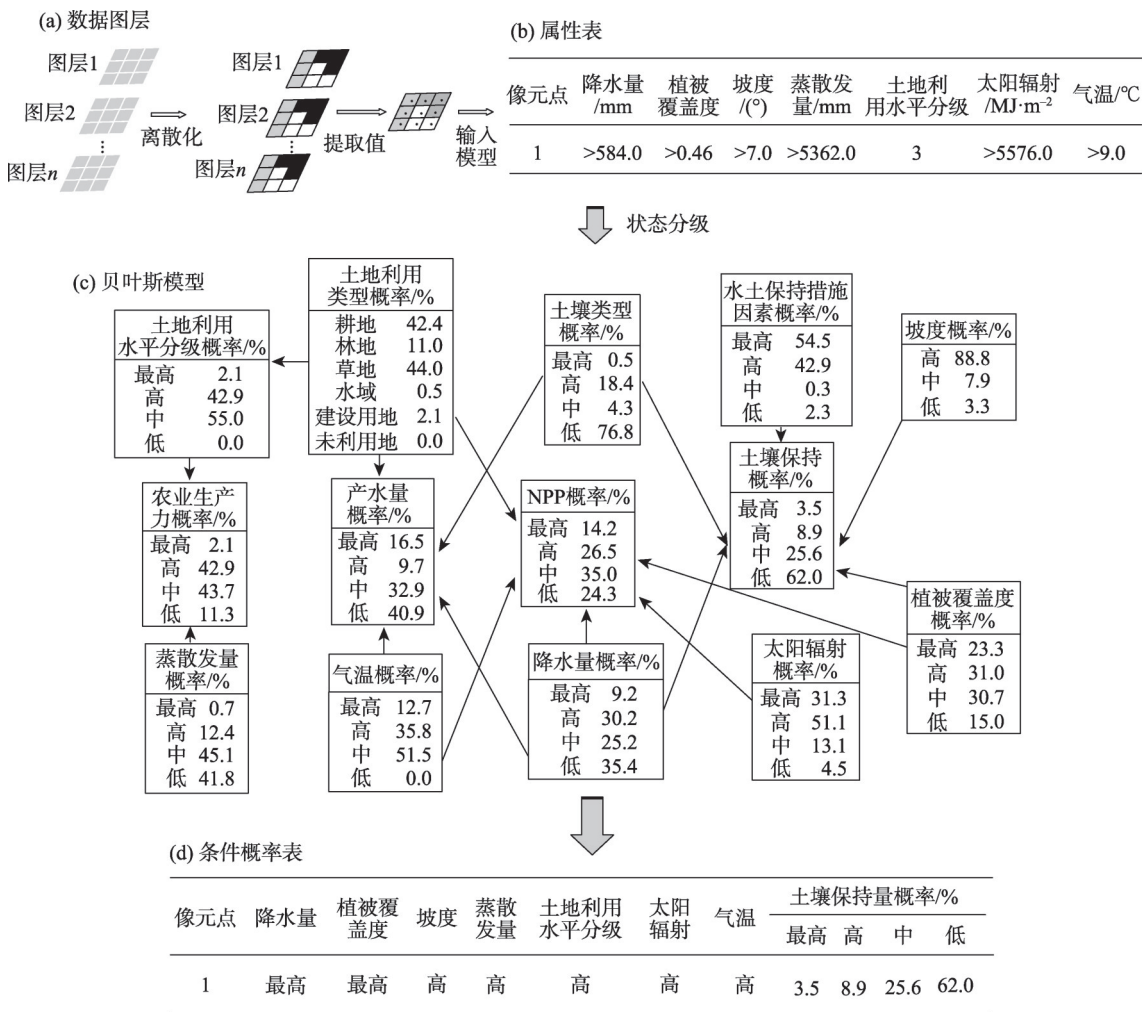 (a) 数据图层
图层1
图层2
图层n
离散化
图层1
图层2
图层n
提取值
输入
模型
(b) 属性表
像元点 降水量/mm 植被覆盖度 坡度/(°) 蒸散发量/mm 土地利用水平分级 太阳辐射/MJ·m⁻² 气温/℃
1 >584.0 >0.46 >7.0 >5362.0 3 >5576.0 >9.0
状态分级
(c) 贝叶斯模型
土地利用
水平分级概率/%
最高 2.1
高 42.9
中 55.0
低 0.0
土地利用
类型概率/%
耕地 42.4
林地 11.0
草地 44.0
水域 0.5
建设用地 2.1
未利用地 0.0
土壤类型
概率/%
最高 0.5
高 18.4
中 4.3
低 76.8
水土保持措施
因素概率/%
最高 54.5
高 42.9
中 0.3
低 2.3
坡度概率/%
高 88.8
中 7.9
低 3.3
农业生产
力概率/%
最高 2.1
高 42.9
中 43.7
低 11.3
产水量
概率/%
最高 16.5
高 9.7
中 32.9
低 40.9
NPP概率/%
最高 14.2
高 26.5
中 35.0
低 24.3
土壤保持
概率/%
最高 3.5
高 8.9
中 25.6
低 62.0
蒸散发量
概率/%
最高 0.7
高 12.4
中 45.1
低 41.8
气温概率/%
最高 12.7
高 35.8
中 51.5
低 0.0
降水量概率/%
最高 9.2
高 30.2
中 25.2
低 35.4
太阳辐射
概率/%
最高 31.3
高 51.1
中 13.1
低 4.5
植被覆盖度
概率/%
最高 23.3
高 31.0
中 30.7
低 15.0
(d) 条件概率表
像元点 降水量 植被覆盖度 坡度 蒸散发量 土地利用水平分级 太阳辐射 气温 土壤保持量概率/%
最高 高 中 低
1 最高 最高 高 高 高 高 高 3.5 8.9 25.6 62.0